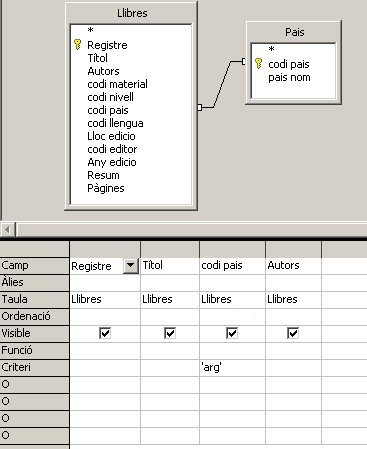 Llibres
*
Registre
Títol
Autors
codi material
codi nivell
codi pais
codi llengua
Lloc edicio
codi editor
Any edicio
Resum
Pàgines
Pais
*
codi pais
pais nom
Camp Registre Títol codi pais Autors
Àlies
Taula Llibres Llibres Llibres Llibres
Ordenació
Visible
Funció
Criteri 'arg'
O
O
O
O